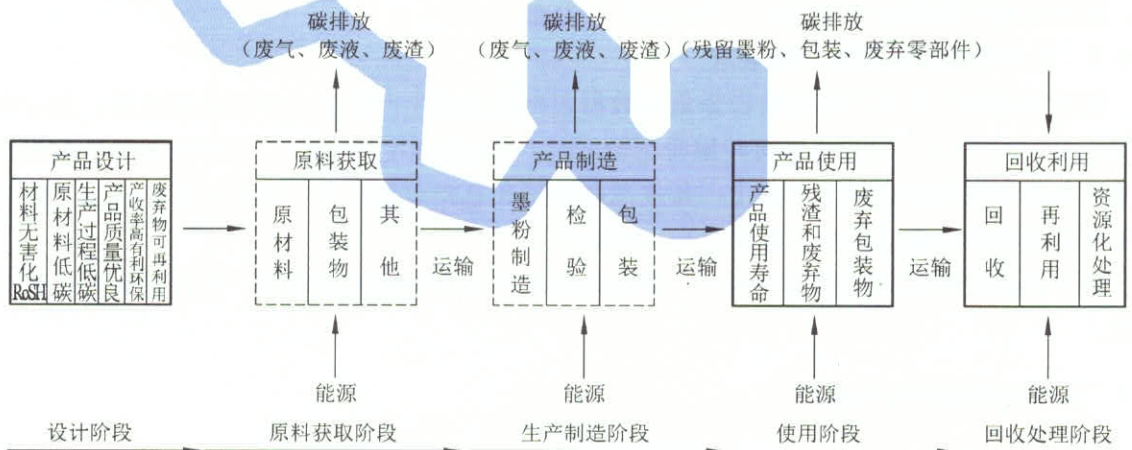 碳排放
（废气、废液、废渣）
碳排放
（废气、废液、废渣）
碳排放
（残留墨粉、包装、废弃零部件）
产品设计
材料无害化RoSH
原材料低碳
生产过程低碳
产品质量优良
产收率高有利环保
废弃物可再利用
原料获取
原材料
包装物
其他
运输
产品制造
墨粉制造
检验
包装
运输
产品使用
产品使用寿命
残渣和废弃物
废弃包装物
运输
回收利用
回收
再利用
资源化处理
能源
能源
能源
能源
设计阶段
原料获取阶段
生产制造阶段
使用阶段
回收处理阶段